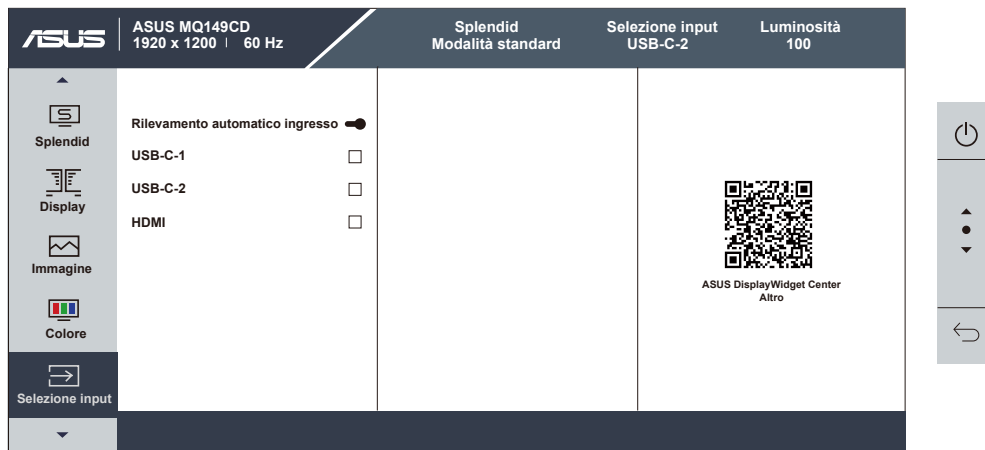 ASUS
ASUS MQ149CD
1920 x 1200 | 60 Hz
Splendid
Modalità standard
Selezione input
USB-C-2
Luminosità
100
Splendid
Display
Immagine
Colore
Selezione input
Rilevamento automatico ingresso
USB-C-1
USB-C-2
HDMI
ASUS DisplayWidget Center
Altro